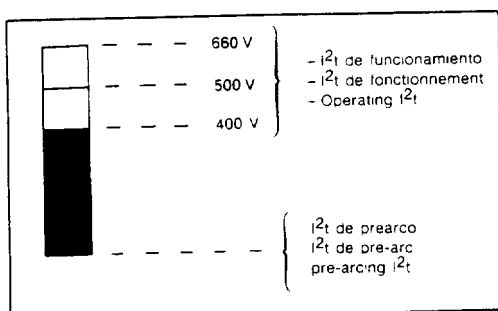 660 V
500 V
400 V
- I²t de funcionamiento
- I²t de fonctionnement
- Operating I²t
I²t de prearco
I²t de pre-arc
pre-arcing I²t